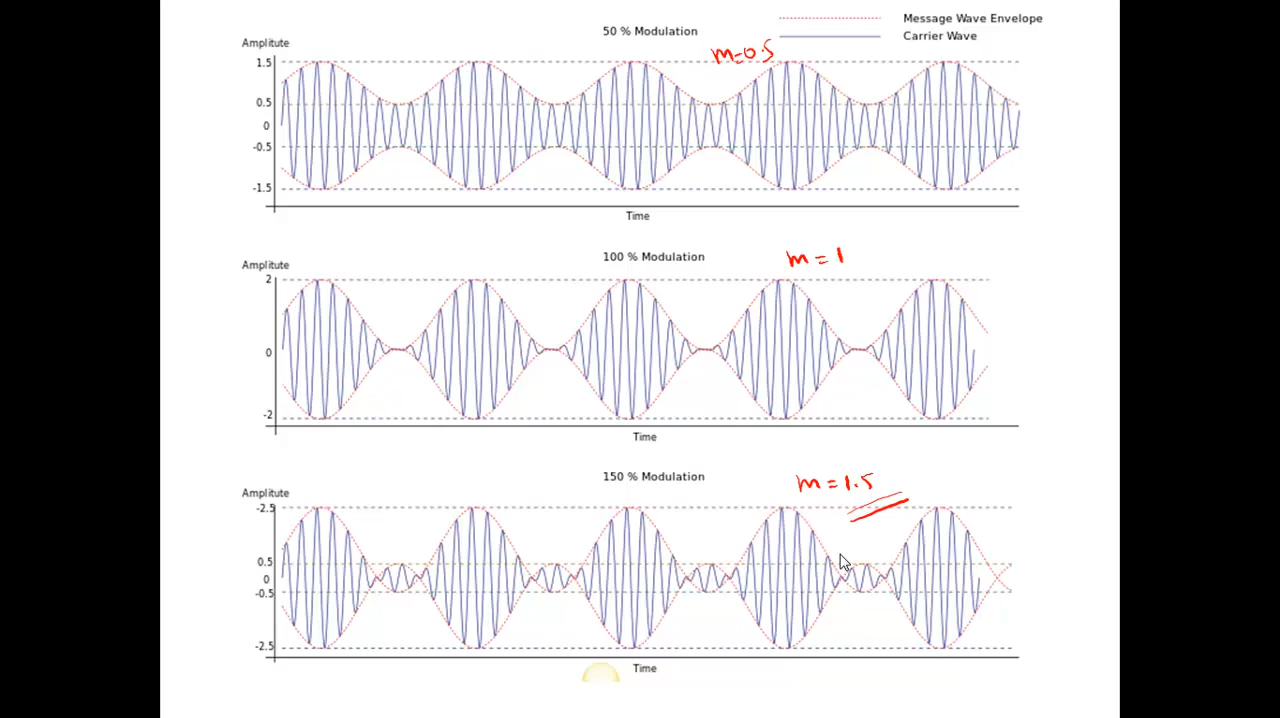 Message Wave Envelope
50 % Modulation
Carrier Wave
Amplitude
m=0.5
1.5
0.5
0
-0.5
-1.5
Time
100 % Modulation
m = 1
Amplitude
2
0
-2
Time
150 % Modulation
m = 1.5
Amplitude
-2.5
0.5
0
-0.5
-2.5
Time